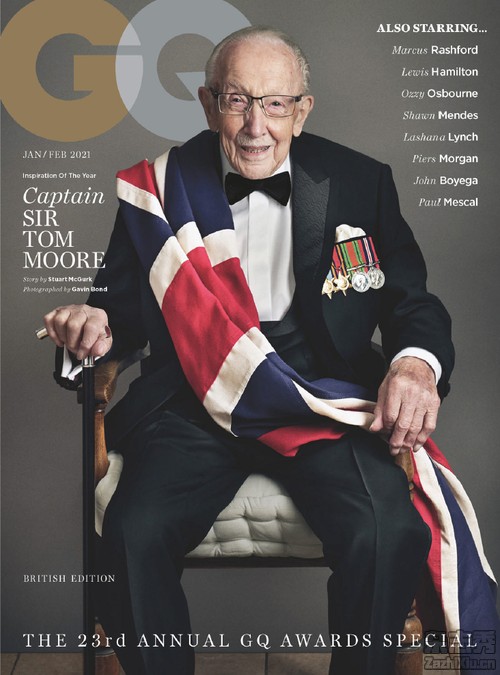 GQ
ALSO STARRING...
Marcus Rashford
Lewis Hamilton
Ozzy Osbourne
Shawn Mendes
Lashana Lynch
Piers Morgan
John Boyega
Paul Mescal
JAN/FEB 2021
Inspiration Of The Year
Captain
SIR
TOM
MOORE
Story by Stuart McGurk
Photographed by Gavin Bond
BRITISH EDITION
THE 23rd ANNUAL GQ AWARDS SPECIAL
ZaZhiXiu.cn